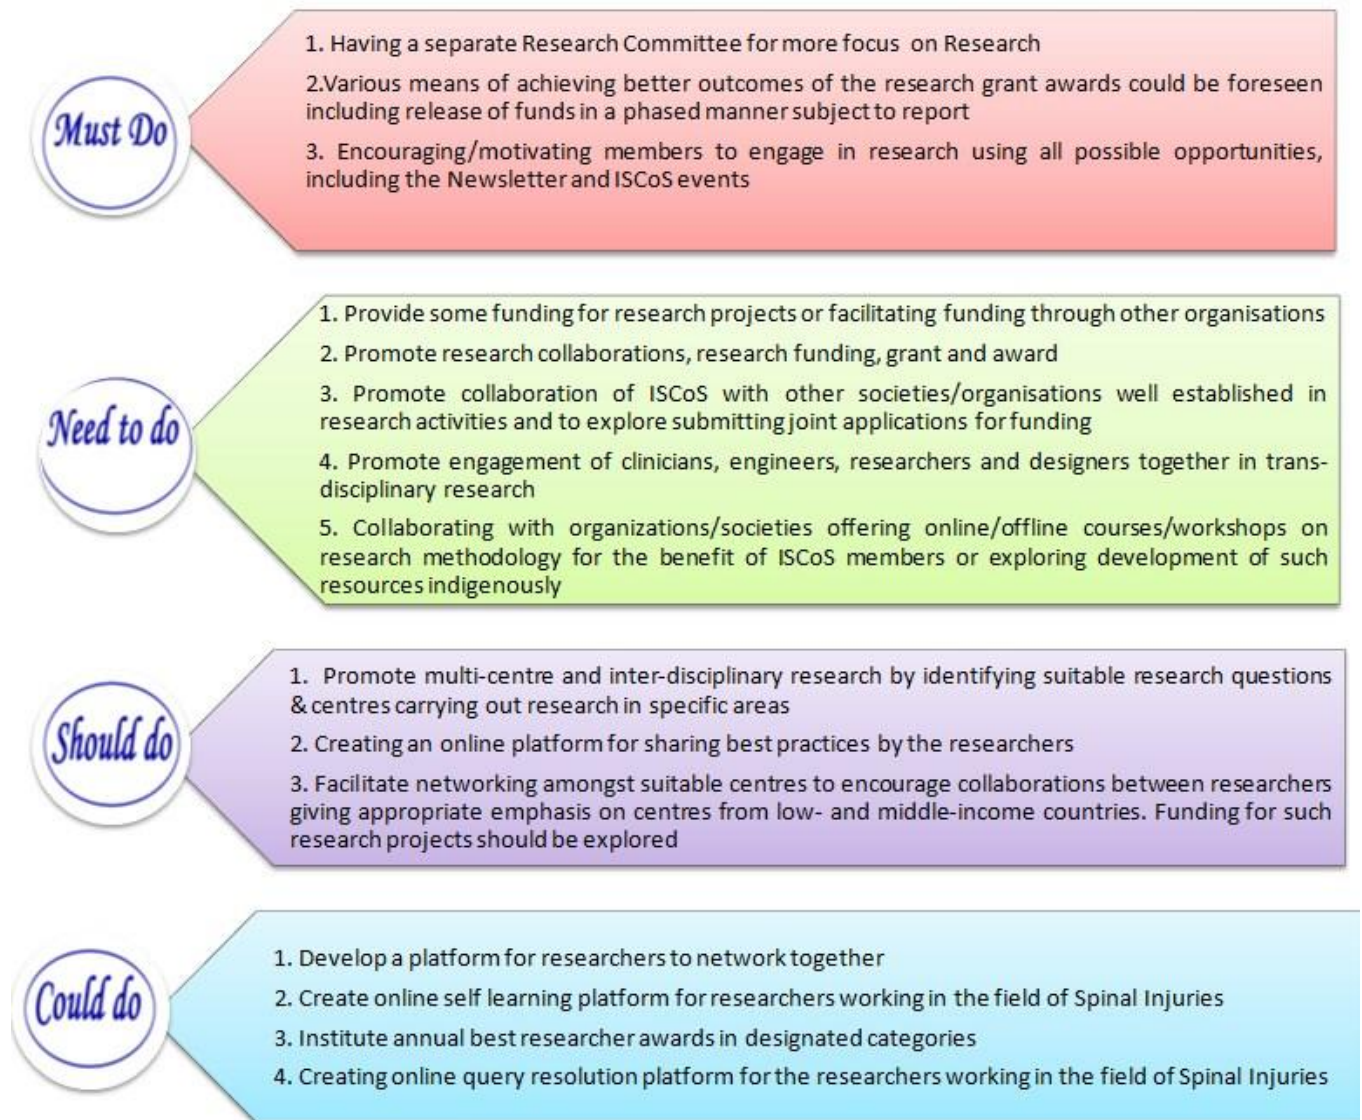 Must Do
1. Having a separate Research Committee for more focus on Research
2.Various means of achieving better outcomes of the research grant awards could be foreseen
including release of funds in a phased manner subject to report
3. Encouraging/motivating members to engage in research using all possible opportunities,
including the Newsletter and ISCoS events
Need to do
1. Provide some funding for research projects or facilitating funding through other organisations
2. Promote research collaborations, research funding, grant and award
3. Promote collaboration of ISCoS with other societies/organisations well established in
research activities and to explore submitting joint applications for funding
4. Promote engagement of clinicians, engineers, researchers and designers together in trans-
disciplinary research
5. Collaborating with organizations/societies offering online/offline courses/workshops on
research methodology for the benefit of ISCoS members or exploring development of such
resources indigenously
Should do
1. Promote multi-centre and inter-disciplinary research by identifying suitable research questions
& centres carrying out research in specific areas
2. Creating an online platform for sharing best practices by the researchers
3. Facilitate networking amongst suitable centres to encourage collaborations between researchers
giving appropriate emphasis on centres from low- and middle-income countries. Funding for such
research projects should be explored
Could do
1. Develop a platform for researchers to network together
2. Create online self learning platform for researchers working in the field of Spinal Injuries
3. Institute annual best researcher awards in designated categories
4. Creating online query resolution platform for the researchers working in the field of Spinal Injuries